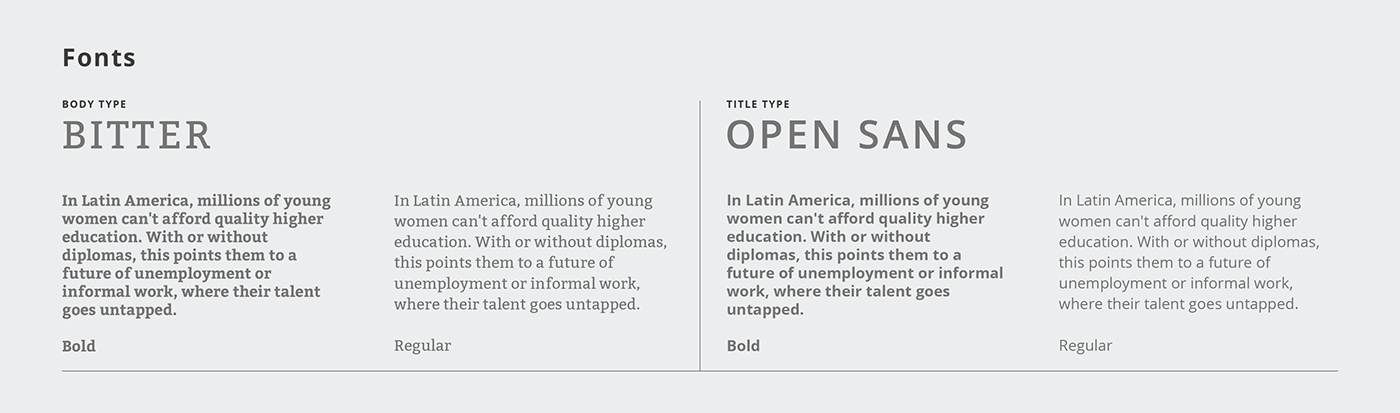 Fonts
BODY TYPE
BITTER
In Latin America, millions of young
women can't afford quality higher
education. With or without
diplomas, this points them to a
future of unemployment or
informal work, where their talent
goes untapped.
Bold
In Latin America, millions of young
women can't afford quality higher
education. With or without diplomas,
this points them to a future of
unemployment or informal work,
where their talent goes untapped.
Regular
TITLE TYPE
OPEN SANS
In Latin America, millions of young
women can't afford quality higher
education. With or without
diplomas, this points them to a
future of unemployment or informal
work, where their talent goes
untapped.
Bold
In Latin America, millions of young
women can't afford quality higher
education. With or without diplomas,
this points them to a future of
unemployment or informal work,
where their talent goes untapped.
Regular